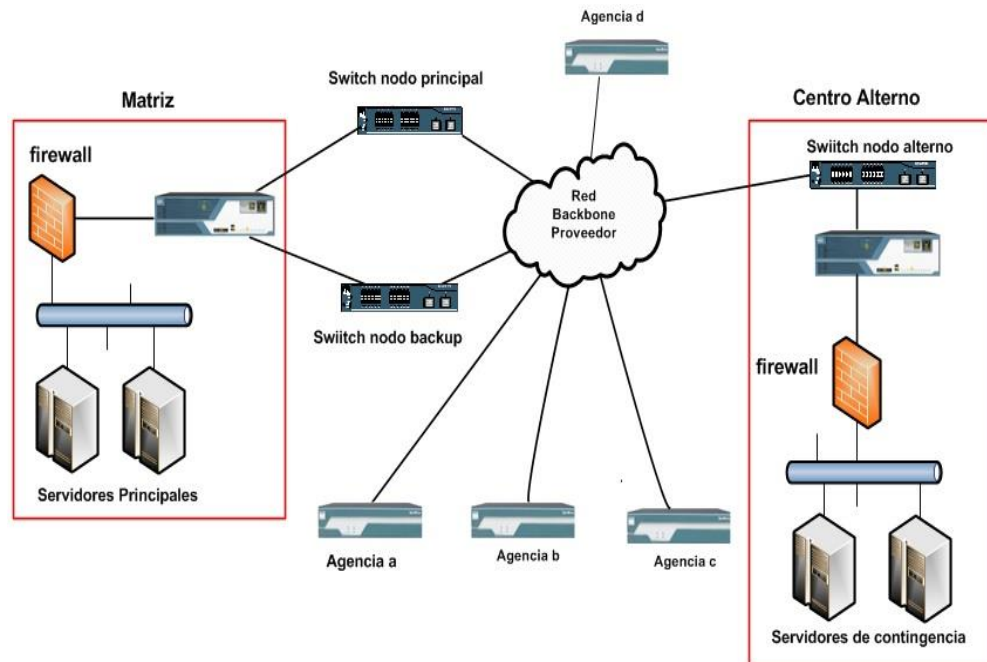 Agencia d
Switch nodo principal
Matriz
Centro Alterno
firewall
Swiitch nodo alterno
Red
Backbone
Proveedor
Swiitch nodo backup
firewall
Servidores Principales
Agencia a
Agencia b
Agencia c
Servidores de contingencia